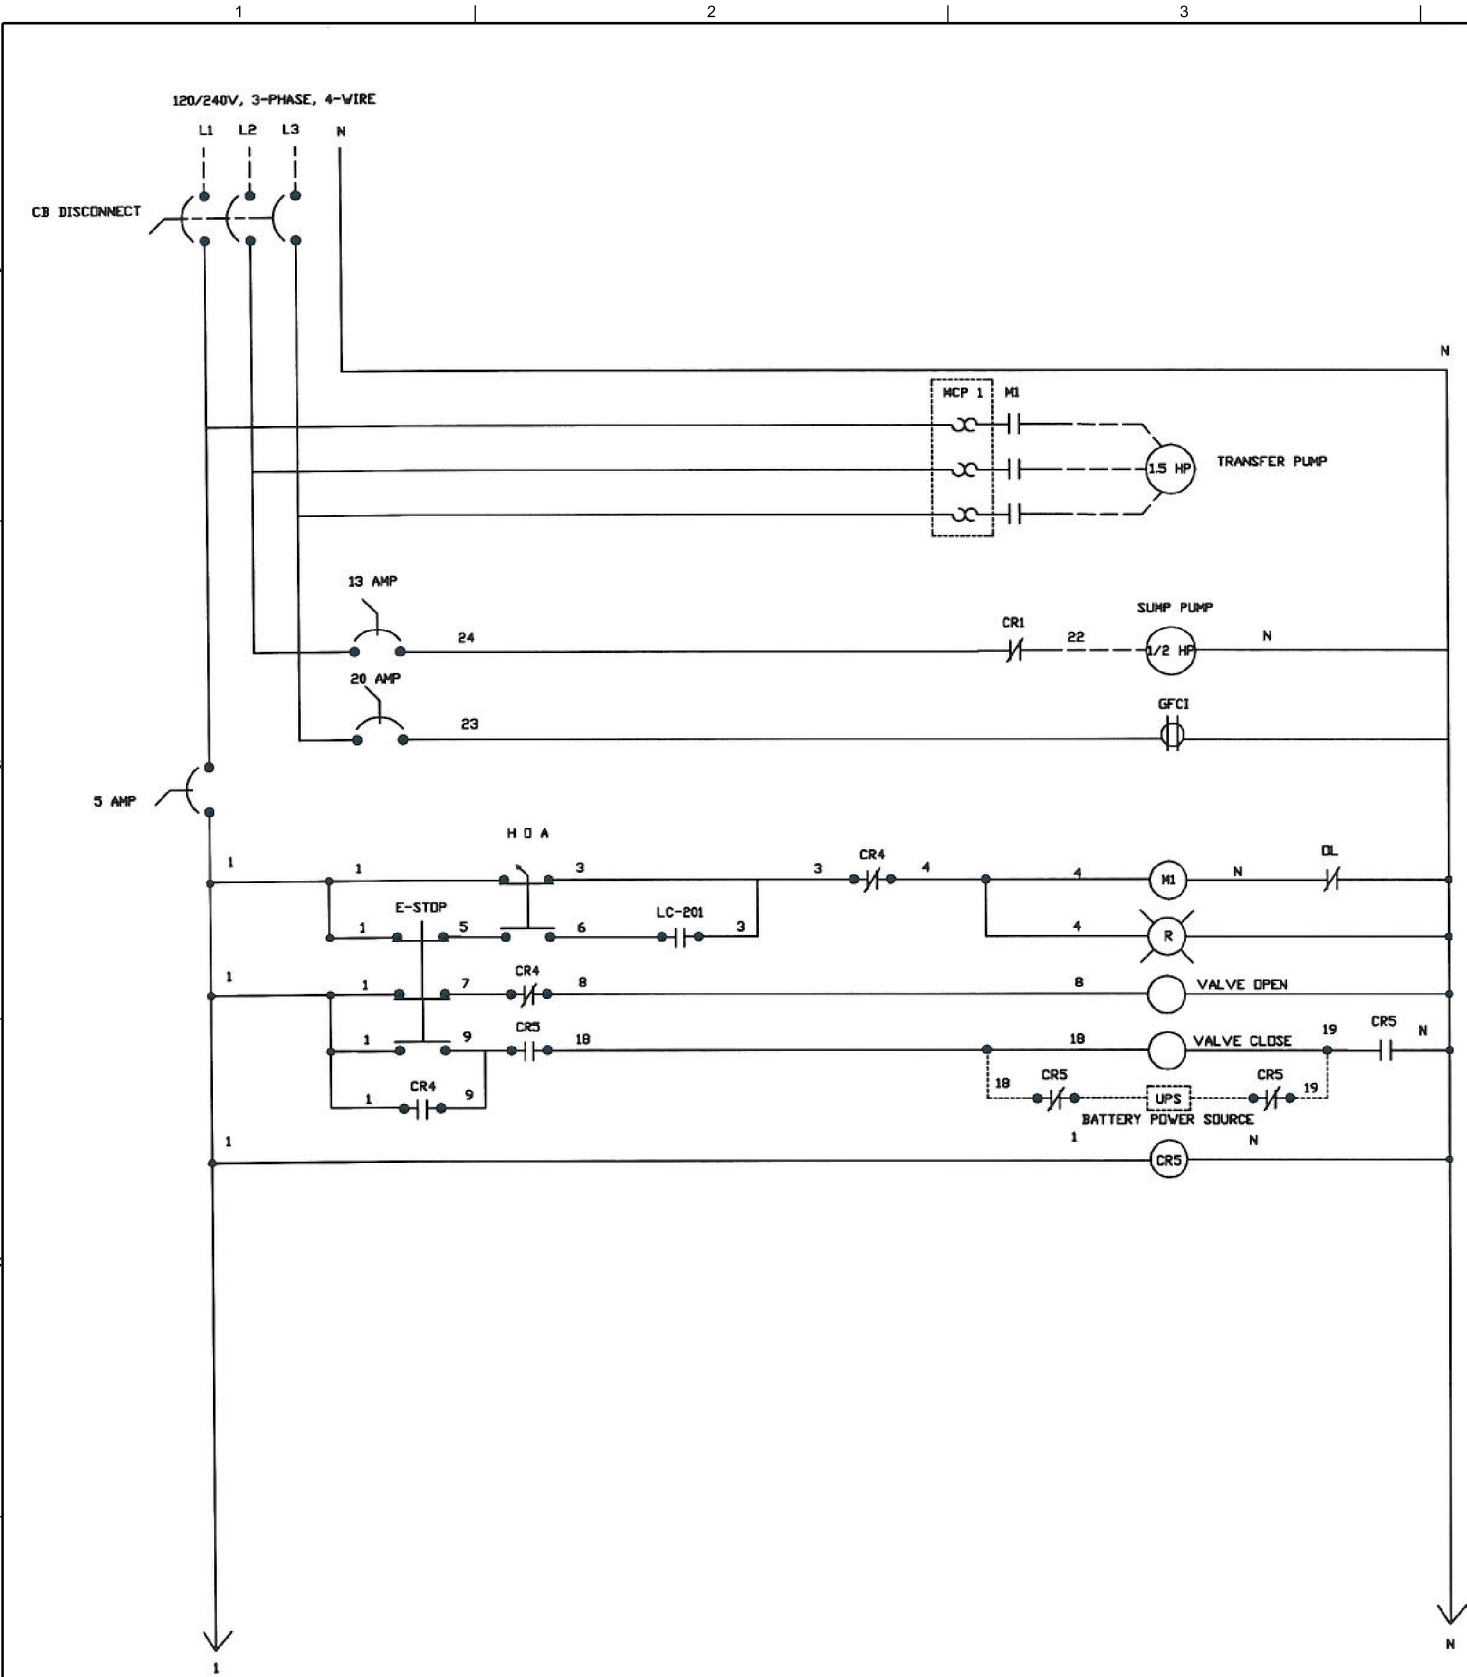 1 2 3
120/240V, 3-PHASE, 4-WIRE
L1 L2 L3 N
CB DISCONNECT
N
MCP 1 M1
1.5 HP TRANSFER PUMP
13 AMP
SUMP PUMP
24 CR1 22 1/2 HP N
20 AMP
GFCI
23
5 AMP
H O A
1 1 3 3 CR4 4 4 M1 N OL
E-STOP
1 5 6 LC-201 3 4 R
1 1 7 CR4 8 8 VALVE OPEN
1 9 CR5 18 18 VALVE CLOSE 19 CR5 N
1 CR4 9 18 CR5 UPS CR5 19
BATTERY POWER SOURCE
1 1 N
CR5
1 N